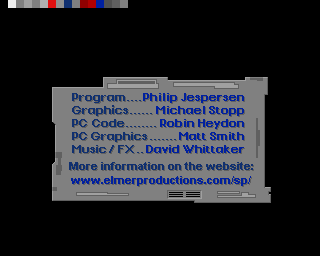 Program....Philip Jespersen
Graphics......Michael Stopp
PC Code........Robin Heydon
PC Graphics.......Matt Smith
Music / FX..David Whittaker
More information on the website:
www.elmerproductions.com/sp/